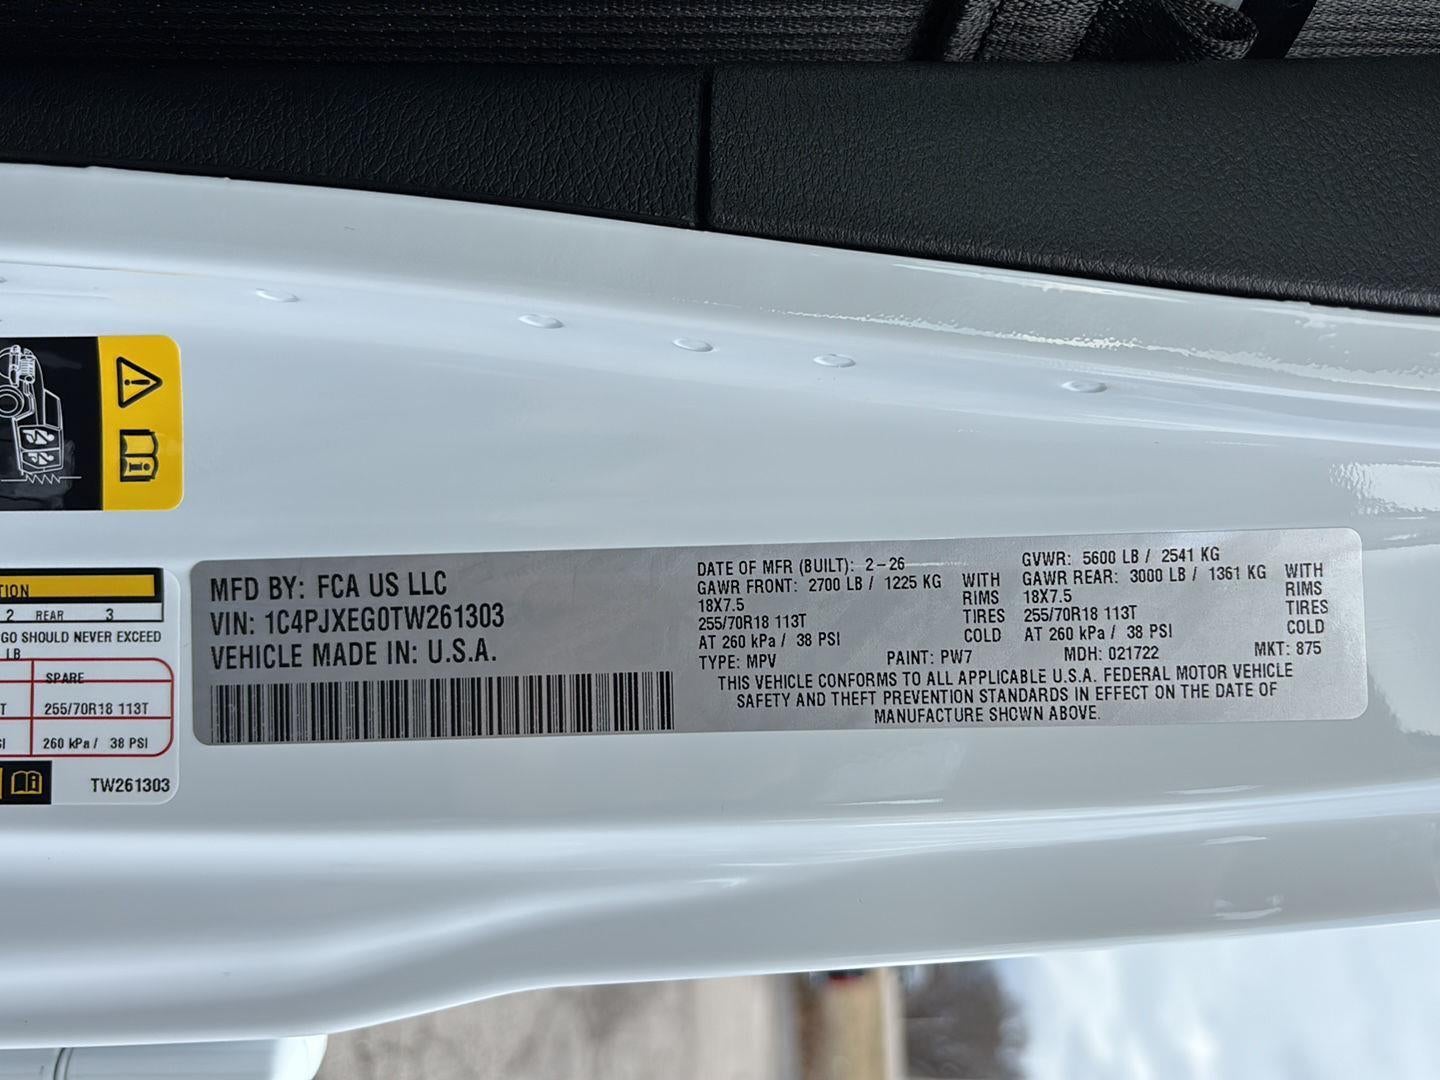 TION
2 REAR 3
GO SHOULD NEVER EXCEED
LB
SPARE
T 255/70R18 113T
SI 260 kPa / 38 PSI
TW261303
MFD BY: FCA US LLC
VIN: 1C4PJXEG0TW261303
VEHICLE MADE IN: U.S.A.
DATE OF MFR (BUILT): 2-26
GAWR FRONT: 2700 LB / 1225 KG
18X7.5
255/70R18 113T
AT 260 kPa / 38 PSI
WITH
RIMS
TIRES
COLD
GVWR: 5600 LB / 2541 KG
GAWR REAR: 3000 LB / 1361 KG
18X7.5
255/70R18 113T
AT 260 kPa / 38 PSI
WITH
RIMS
TIRES
COLD
TYPE: MPV PAINT: PW7 MDH: 021722 MKT: 875
THIS VEHICLE CONFORMS TO ALL APPLICABLE U.S.A. FEDERAL MOTOR VEHICLE
SAFETY AND THEFT PREVENTION STANDARDS IN EFFECT ON THE DATE OF
MANUFACTURE SHOWN ABOVE.